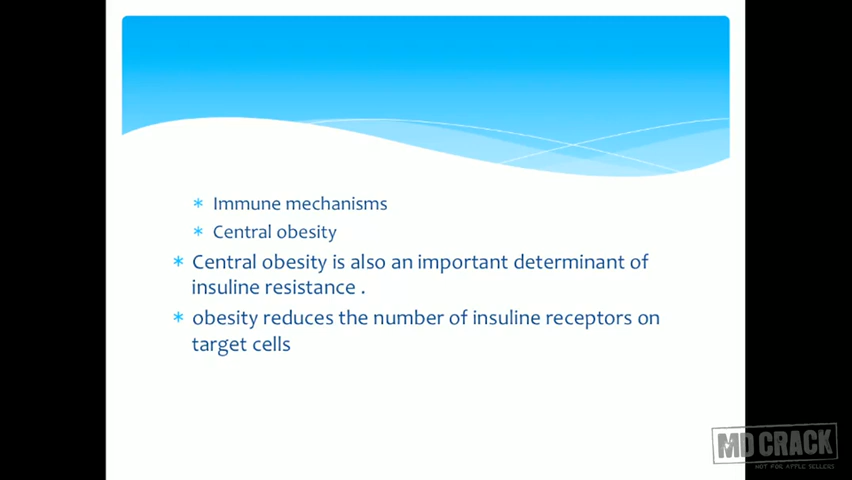 * Immune mechanisms
* Central obesity
* Central obesity is also an important determinant of
insuline resistance .
* obesity reduces the number of insuline receptors on
target cells
MD CRACK
NOT FOR APPLE SELLERS